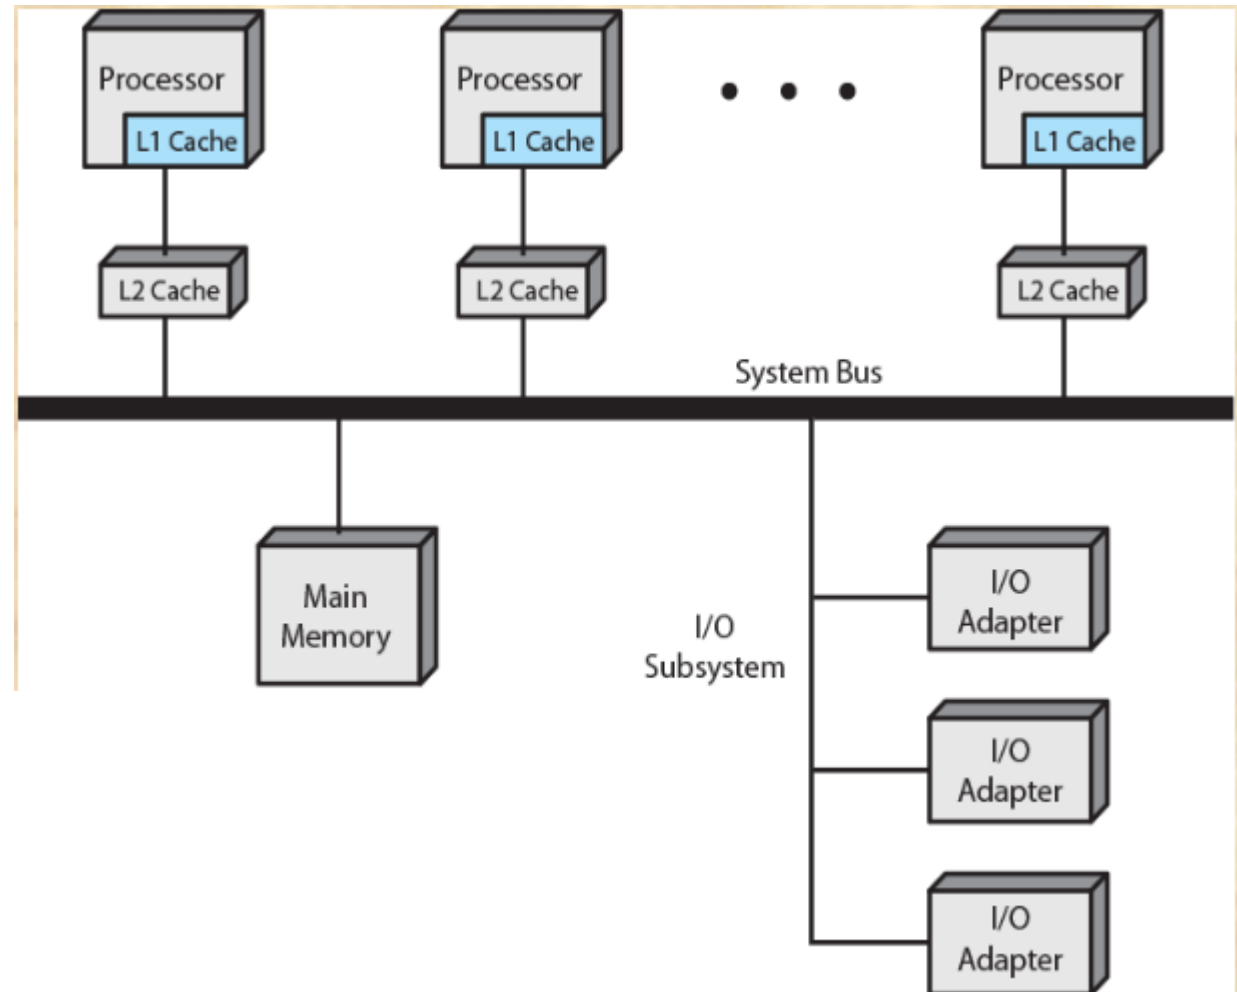 Processor
L1 Cache
Processor
L1 Cache
Processor
L1 Cache
L2 Cache
L2 Cache
L2 Cache
System Bus
Main
Memory
I/O
Subsystem
I/O
Adapter
I/O
Adapter
I/O
Adapter